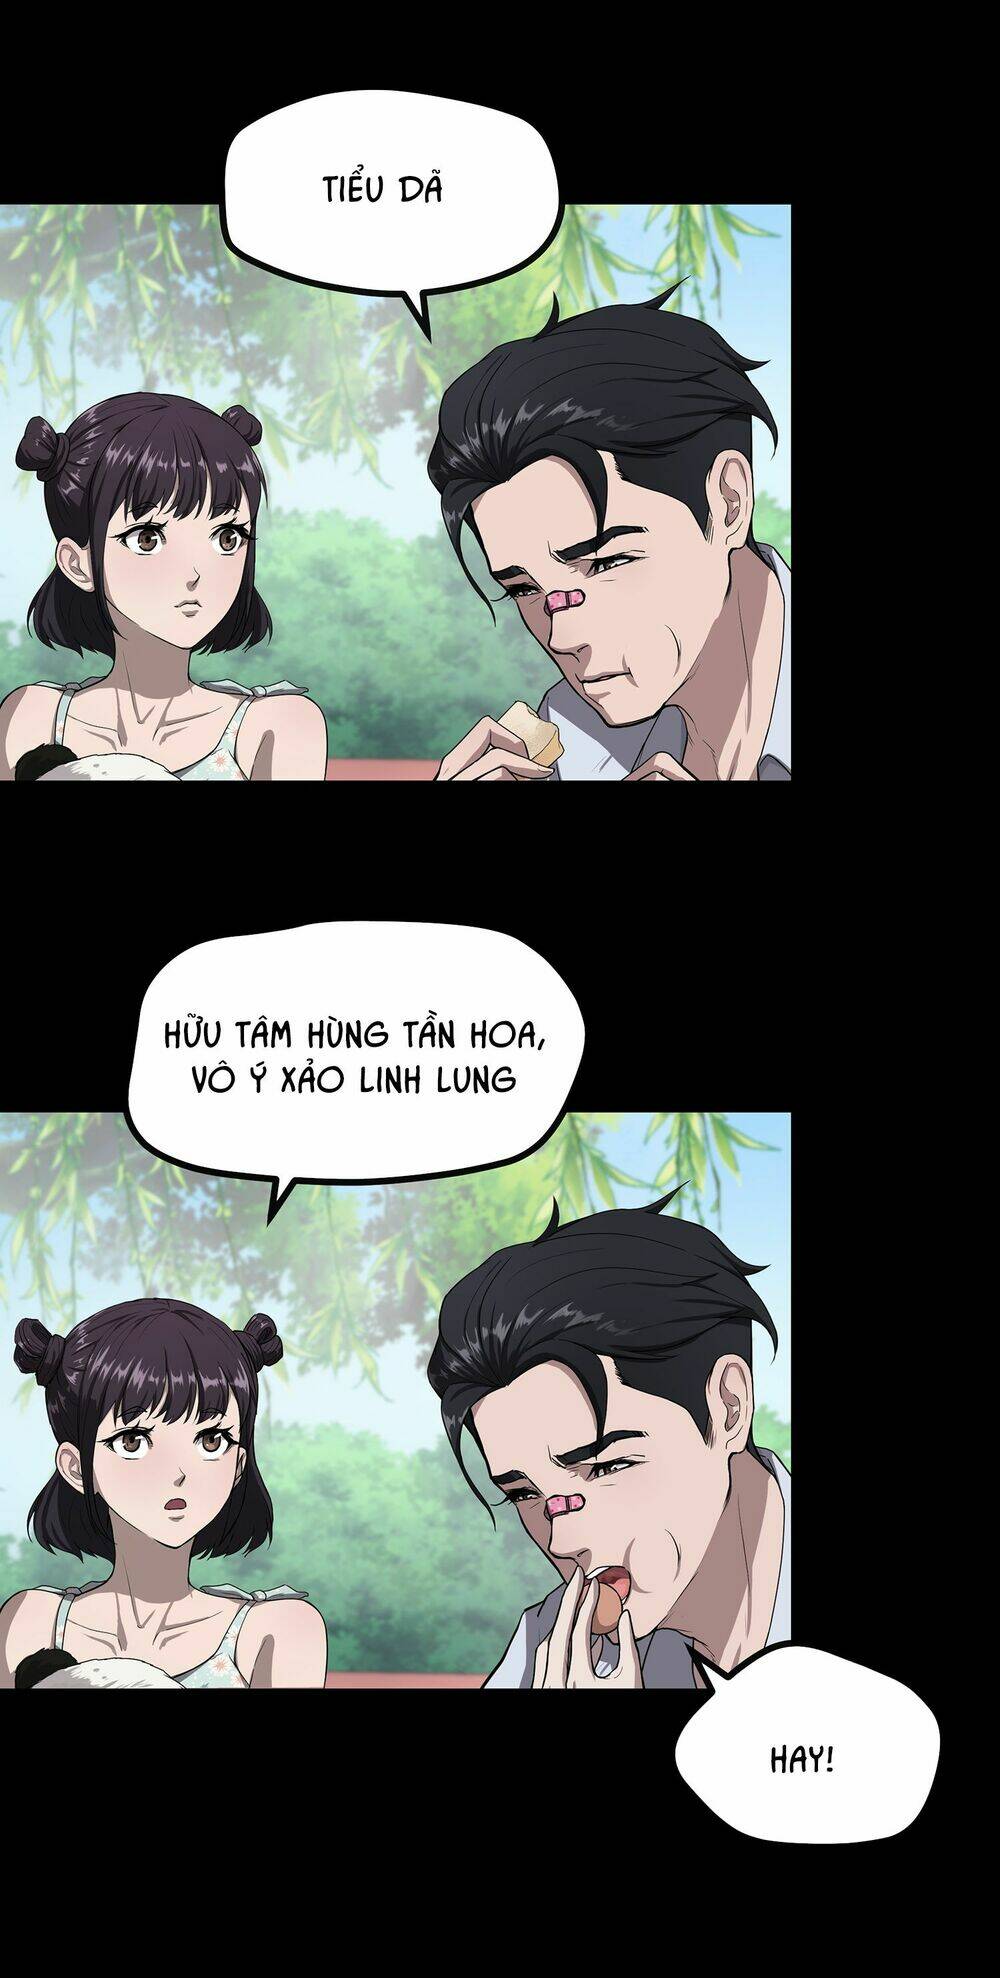 TIỂU DÃ
HỮU TÂM HÙNG TẦN HOA,
VÔ Ý XẢO LINH LUNG
HAY!